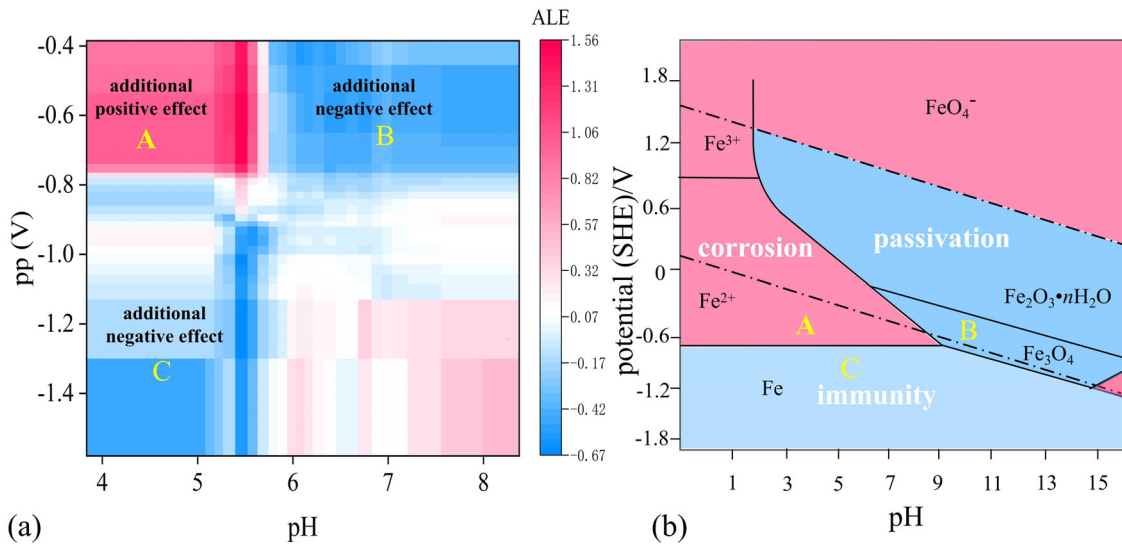 ALE
-0.4
-0.6
-0.8
-1.0
-1.2
-1.4
pp (V)
additional
positive effect
A
additional
negative effect
B
additional
negative effect
C
4
5
6
7
8
pH
(a)
1.56
1.31
1.06
0.82
0.57
0.32
0.07
-0.17
-0.42
-0.67
potential (SHE)/V
1.8
1.2
0.6
0
-0.6
-1.2
-1.8
FeO₄⁻
Fe³⁺
corrosion
passivation
Fe²⁺
Fe₂O₃•nH₂O
A
B
Fe₃O₄
C
Fe
immunity
1
3
5
7
9
11
13
15
pH
(b)